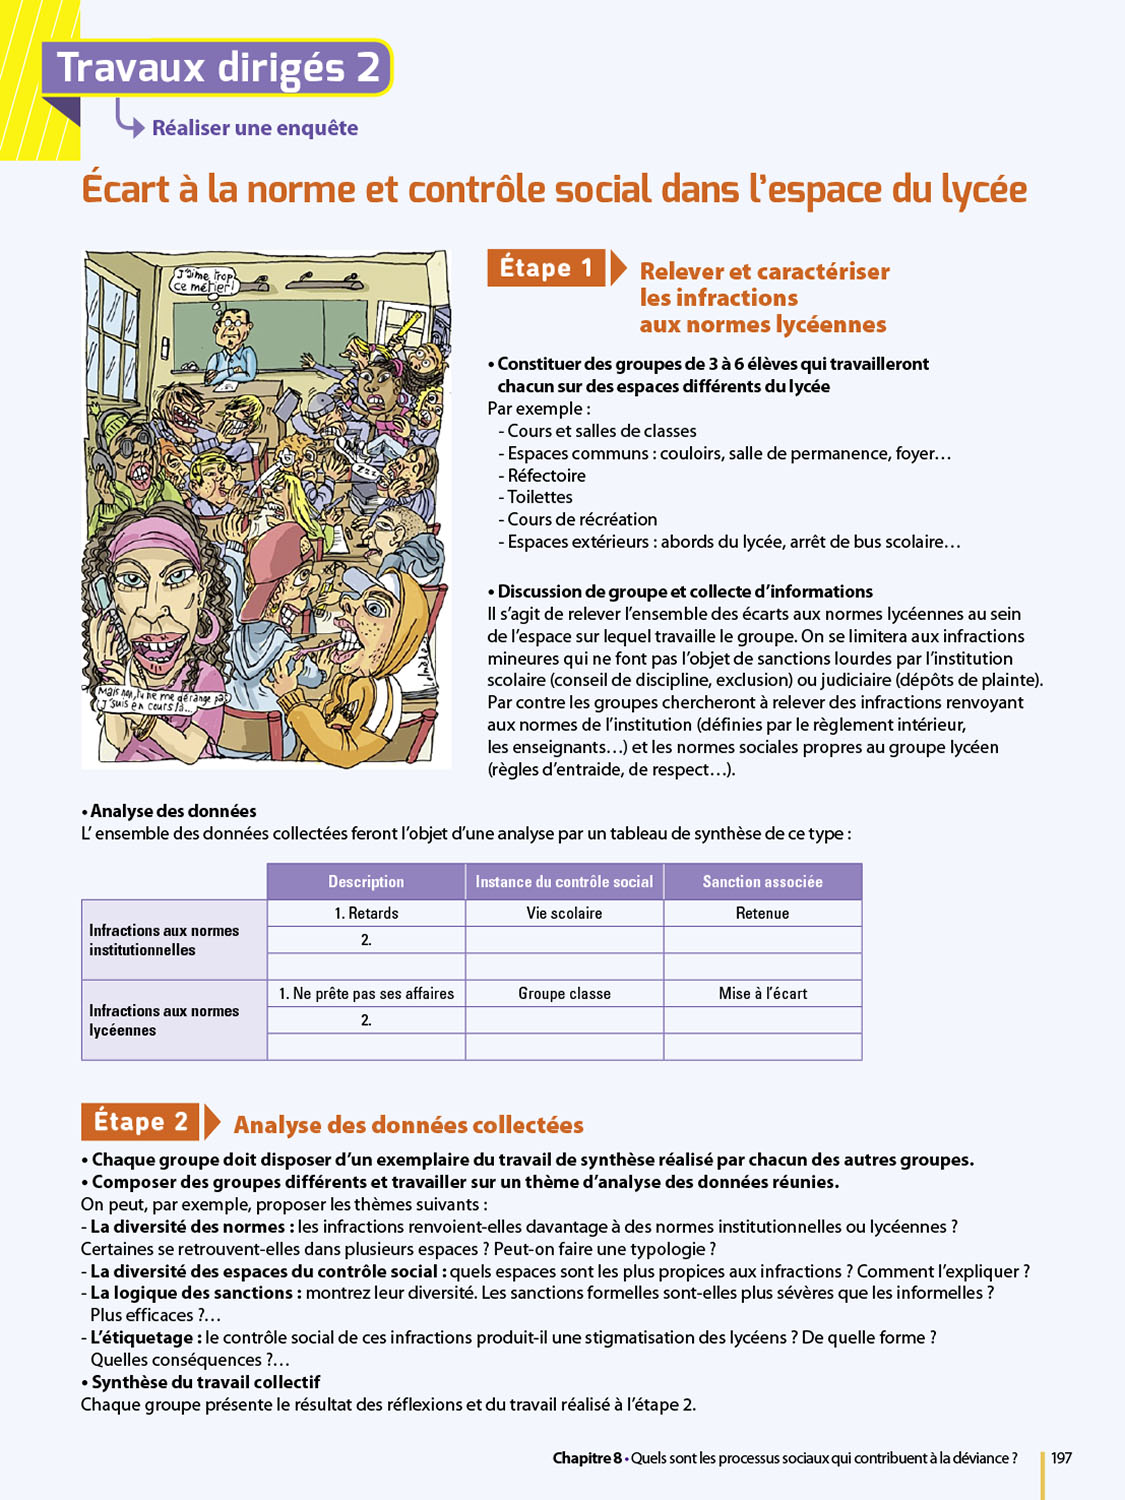 Travaux dirigés 2
Réaliser une enquête
Écart à la norme et contrôle social dans l'espace du lycée
J'aime trop
ce métier!
ZZZ
Mais non, tu ne me dérange pas
J'suis en cours là...
Étape 1
Relever et caractériser
les infractions
aux normes lycéennes
• Constituer des groupes de 3 à 6 élèves qui travailleront
chacun sur des espaces différents du lycée
Par exemple :
- Cours et salles de classes
- Espaces communs : couloirs, salle de permanence, foyer…
- Réfectoire
- Toilettes
- Cours de récréation
- Espaces extérieurs : abords du lycée, arrêt de bus scolaire…
• Discussion de groupe et collecte d'informations
Il s'agit de relever l'ensemble des écarts aux normes lycéennes au sein
de l'espace sur lequel travaille le groupe. On se limitera aux infractions
mineures qui ne font pas l'objet de sanctions lourdes par l'institution
scolaire (conseil de discipline, exclusion) ou judiciaire (dépôts de plainte).
Par contre les groupes chercheront à relever des infractions renvoyant
aux normes de l'institution (définies par le règlement intérieur,
les enseignants…) et les normes sociales propres au groupe lycéen
(règles d'entraide, de respect…).
• Analyse des données
L' ensemble des données collectées feront l'objet d'une analyse par un tableau de synthèse de ce type :
Description Instance du contrôle social Sanction associée
Infractions aux normes
institutionnelles
1. Retards Vie scolaire Retenue
2.
Infractions aux normes
lycéennes
1. Ne prête pas ses affaires Groupe classe Mise à l'écart
2.
Étape 2
Analyse des données collectées
• Chaque groupe doit disposer d'un exemplaire du travail de synthèse réalisé par chacun des autres groupes.
• Composer des groupes différents et travailler sur un thème d'analyse des données réunies.
On peut, par exemple, proposer les thèmes suivants :
- La diversité des normes : les infractions renvoient-elles davantage à des normes institutionnelles ou lycéennes ?
Certaines se retrouvent-elles dans plusieurs espaces ? Peut-on faire une typologie ?
- La diversité des espaces du contrôle social : quels espaces sont les plus propices aux infractions ? Comment l'expliquer ?
- La logique des sanctions : montrez leur diversité. Les sanctions formelles sont-elles plus sévères que les informelles ?
Plus efficaces ?…
- L'étiquetage : le contrôle social de ces infractions produit-il une stigmatisation des lycéens ? De quelle forme ?
Quelles conséquences ?…
• Synthèse du travail collectif
Chaque groupe présente le résultat des réflexions et du travail réalisé à l'étape 2.
Chapitre 8 • Quels sont les processus sociaux qui contribuent à la déviance ? 197